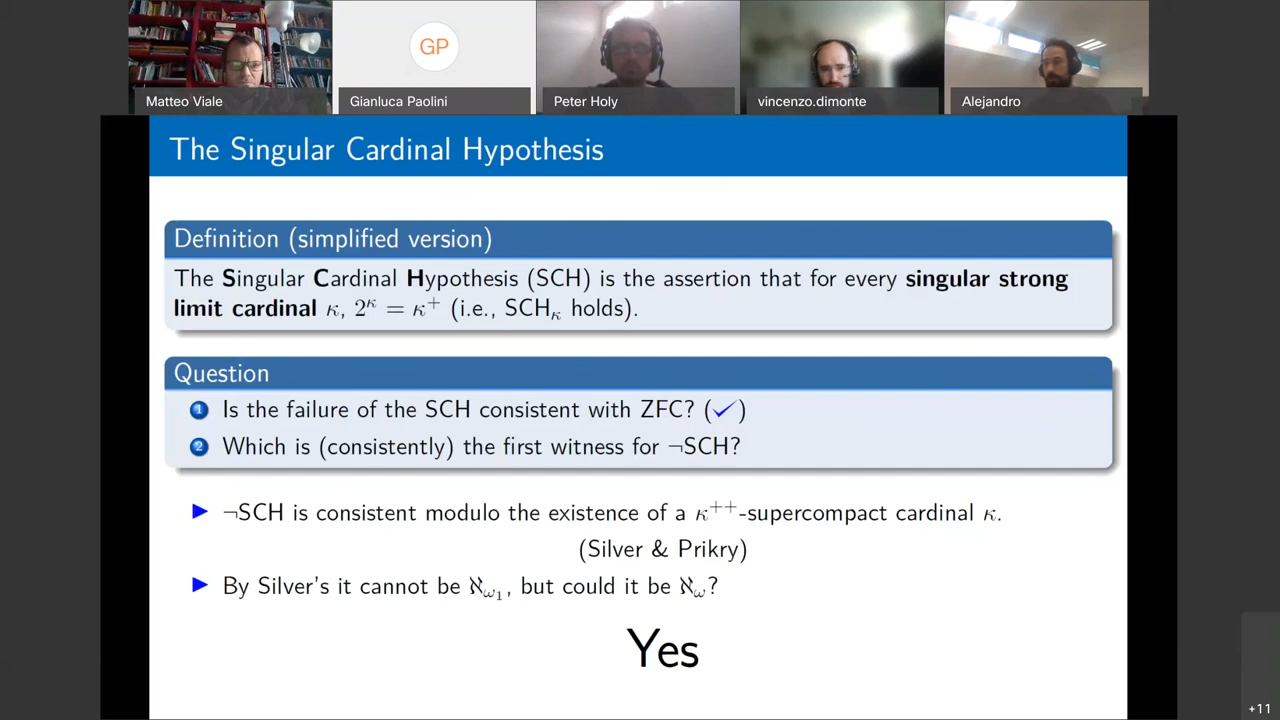 GP
Matteo Viale
Gianluca Paolini
Peter Holy
vincenzo.dimonte
Alejandro
The Singular Cardinal Hypothesis
Definition (simplified version)
The Singular Cardinal Hypothesis (SCH) is the assertion that for every singular strong
limit cardinal κ, 2^κ = κ⁺ (i.e., SCH_κ holds).
Question
1 Is the failure of the SCH consistent with ZFC? (✓)
2 Which is (consistently) the first witness for ¬SCH?
▶ ¬SCH is consistent modulo the existence of a κ⁺⁺-supercompact cardinal κ.
(Silver & Prikry)
▶ By Silver's it cannot be ℵ_ω₁, but could it be ℵ_ω?
Yes
+11